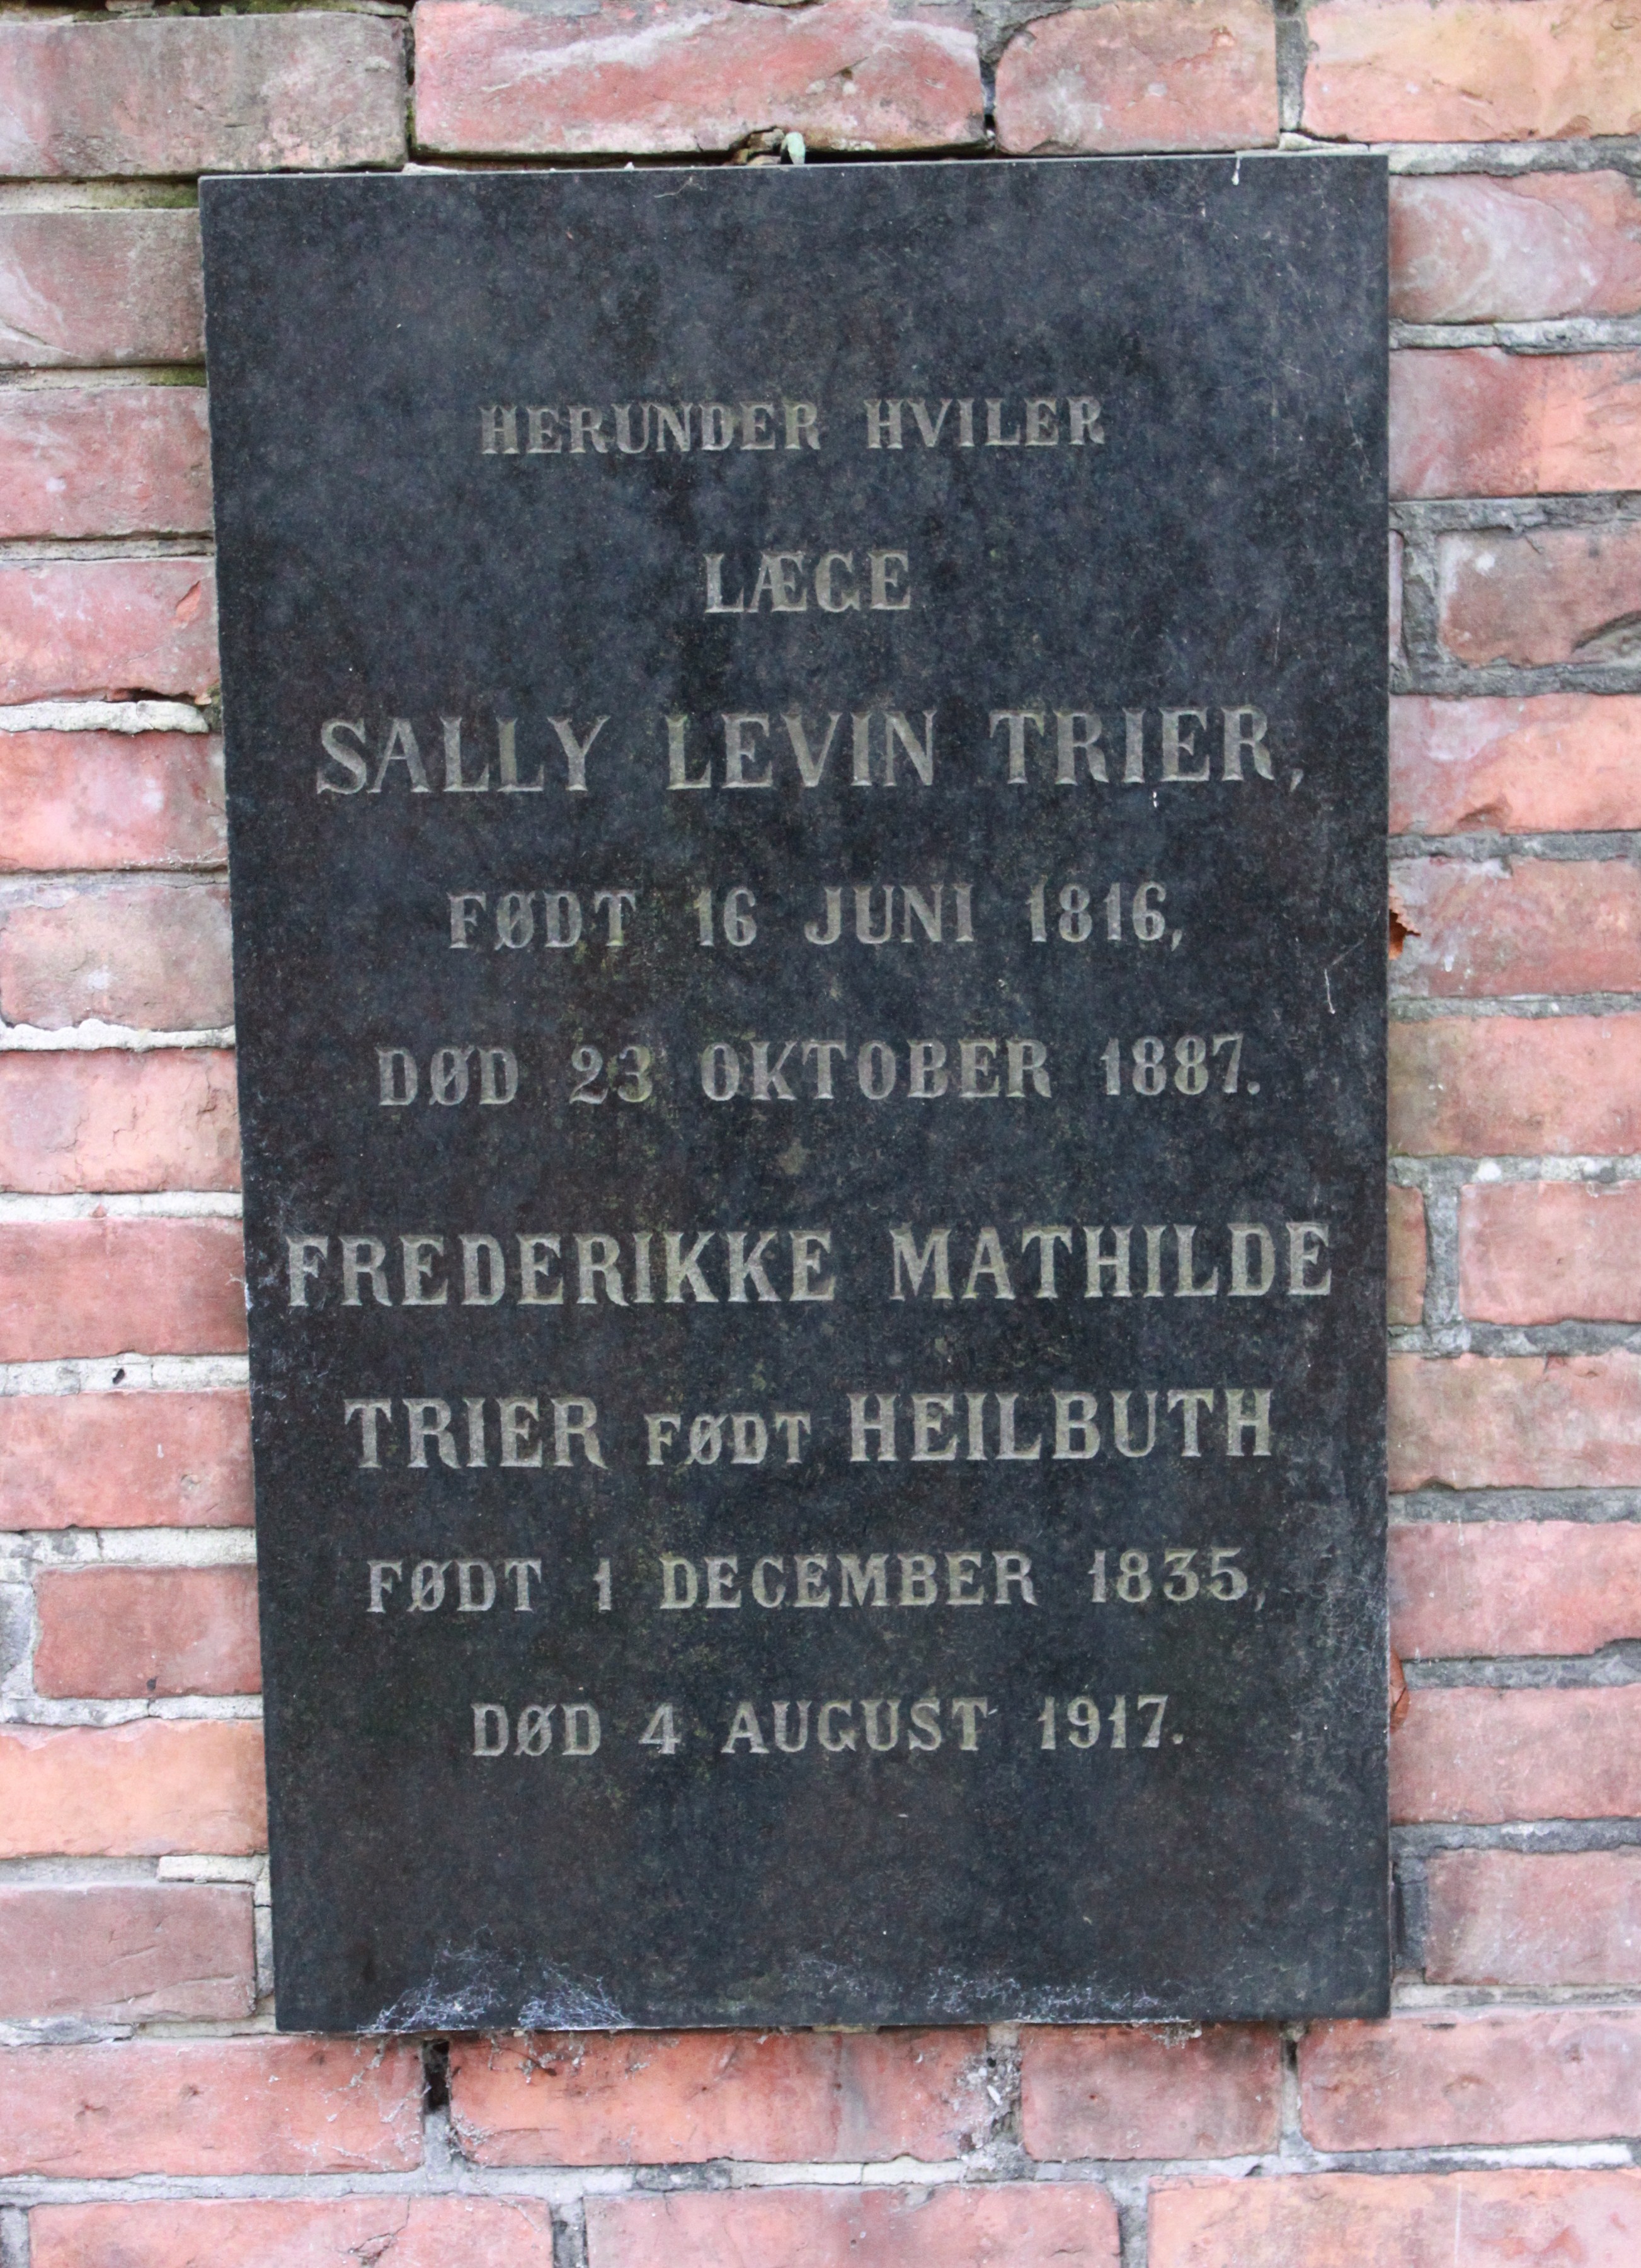 HERUNDER HVILER
LÆGE
SALLY LEVIN TRIER,
FØDT 16 JUNI 1816,
DØD 23 OKTOBER 1887.
FREDERIKKE MATHILDE
TRIER FØDT HEILBUTH
FØDT 1 DECEMBER 1835,
DØD 4 AUGUST 1917.